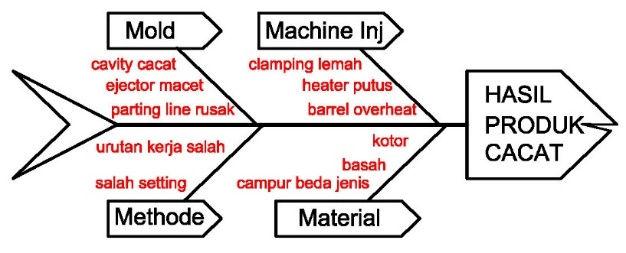 Mold
Machine Inj
cavity cacat
ejector macet
parting line rusak
clamping lemah
heater putus
barrel overheat
HASIL
PRODUK
CACAT
urutan kerja salah
salah setting
kotor
basah
campur beda jenis
Methode
Material